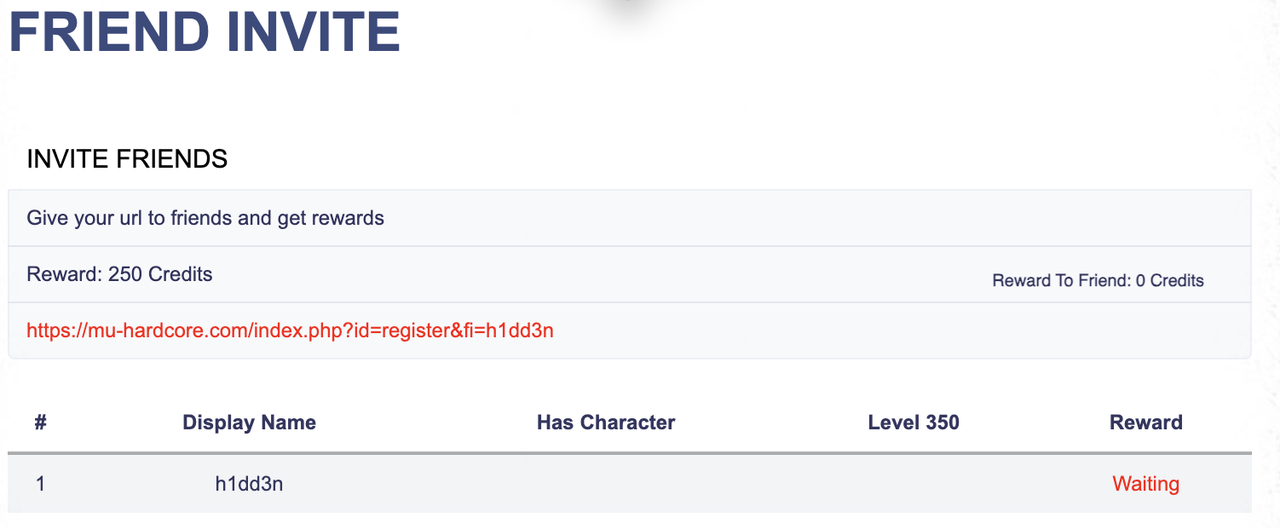 FRIEND INVITE
INVITE FRIENDS
Give your url to friends and get rewards
Reward: 250 Credits Reward To Friend: 0 Credits
https://mu-hardcore.com/index.php?id=register&fi=h1dd3n
# Display Name Has Character Level 350 Reward
1 h1dd3n Waiting